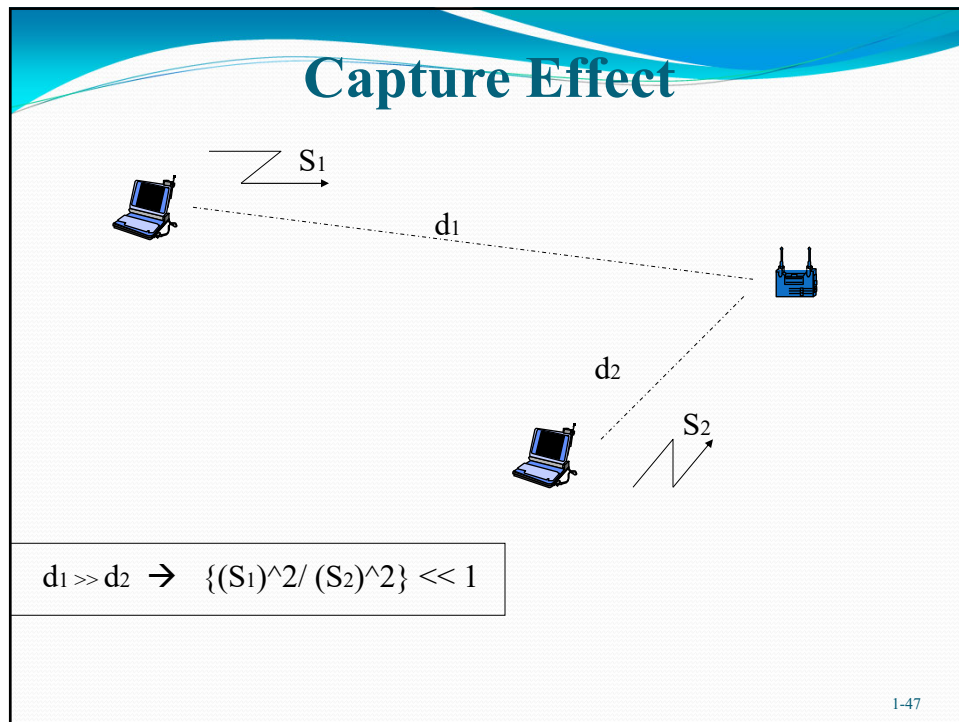 Capture Effect
S1
d1
d2
S2
d1 >> d2 → {(S1)^2/ (S2)^2} << 1
1-47